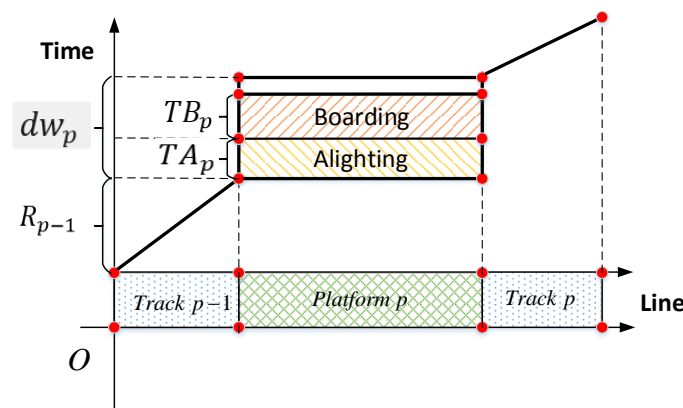 Time
TB_p
Boarding
dw_p
TA_p
Alighting
R_{p-1}
Track p−1
Platform p
Track p
Line
O